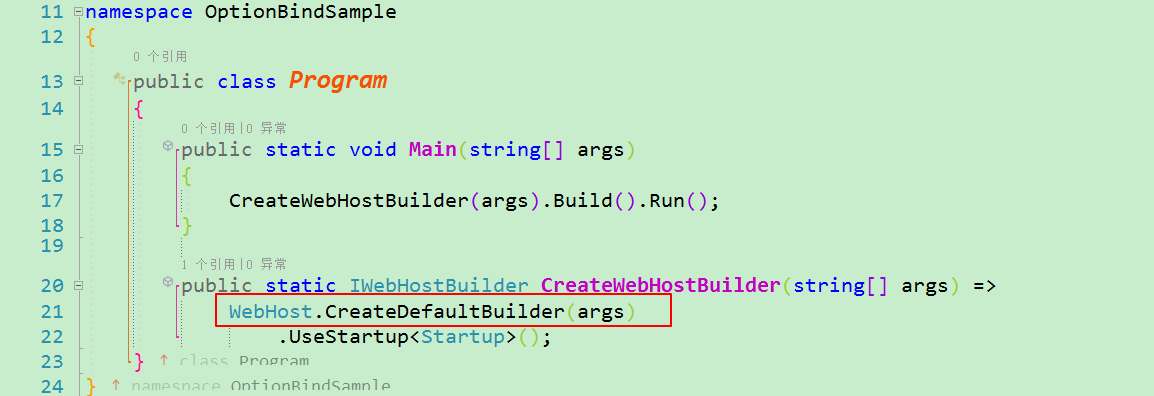 11 namespace OptionBindSample
12 {
0 个引用
13 public class Program
14 {
0 个引用|0 异常
15 public static void Main(string[] args)
16 {
17 CreateWebHostBuilder(args).Build().Run();
18 }
19
1 个引用|0 异常
20 public static IWebHostBuilder CreateWebHostBuilder(string[] args) =>
21 WebHost.CreateDefaultBuilder(args)
22 .UseStartup<Startup>();
23 } ↑ class Program
24 } ↑ namespace OptionBindSample